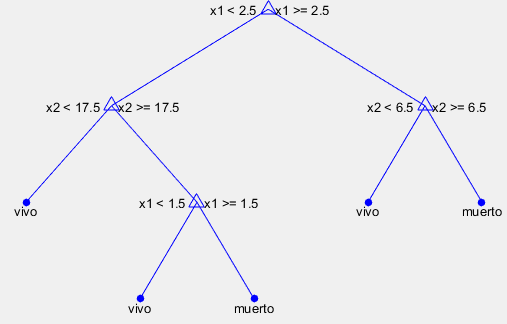 x1 < 2.5 x1 >= 2.5
x2 < 17.5 x2 >= 17.5 x2 < 6.5 x2 >= 6.5
vivo x1 < 1.5 x1 >= 1.5 vivo muerto
vivo muerto